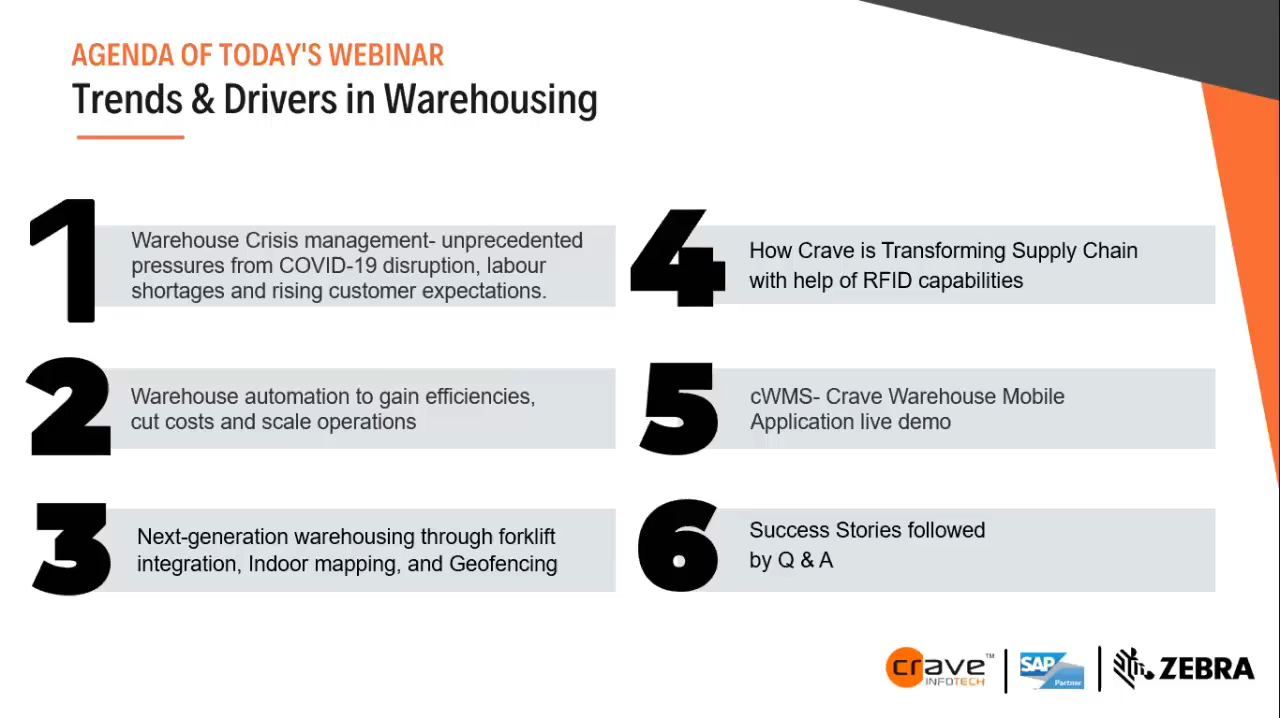 AGENDA OF TODAY'S WEBINAR
Trends & Drivers in Warehousing
1
Warehouse Crisis management- unprecedented
pressures from COVID-19 disruption, labour
shortages and rising customer expectations.
2
Warehouse automation to gain efficiencies,
cut costs and scale operations
3
Next-generation warehousing through forklift
integration, Indoor mapping, and Geofencing
4
How Crave is Transforming Supply Chain
with help of RFID capabilities
5
cWMS- Crave Warehouse Mobile
Application live demo
6
Success Stories followed
by Q & A
crave™
INFOTECH
SAP
Partner
ZEBRA